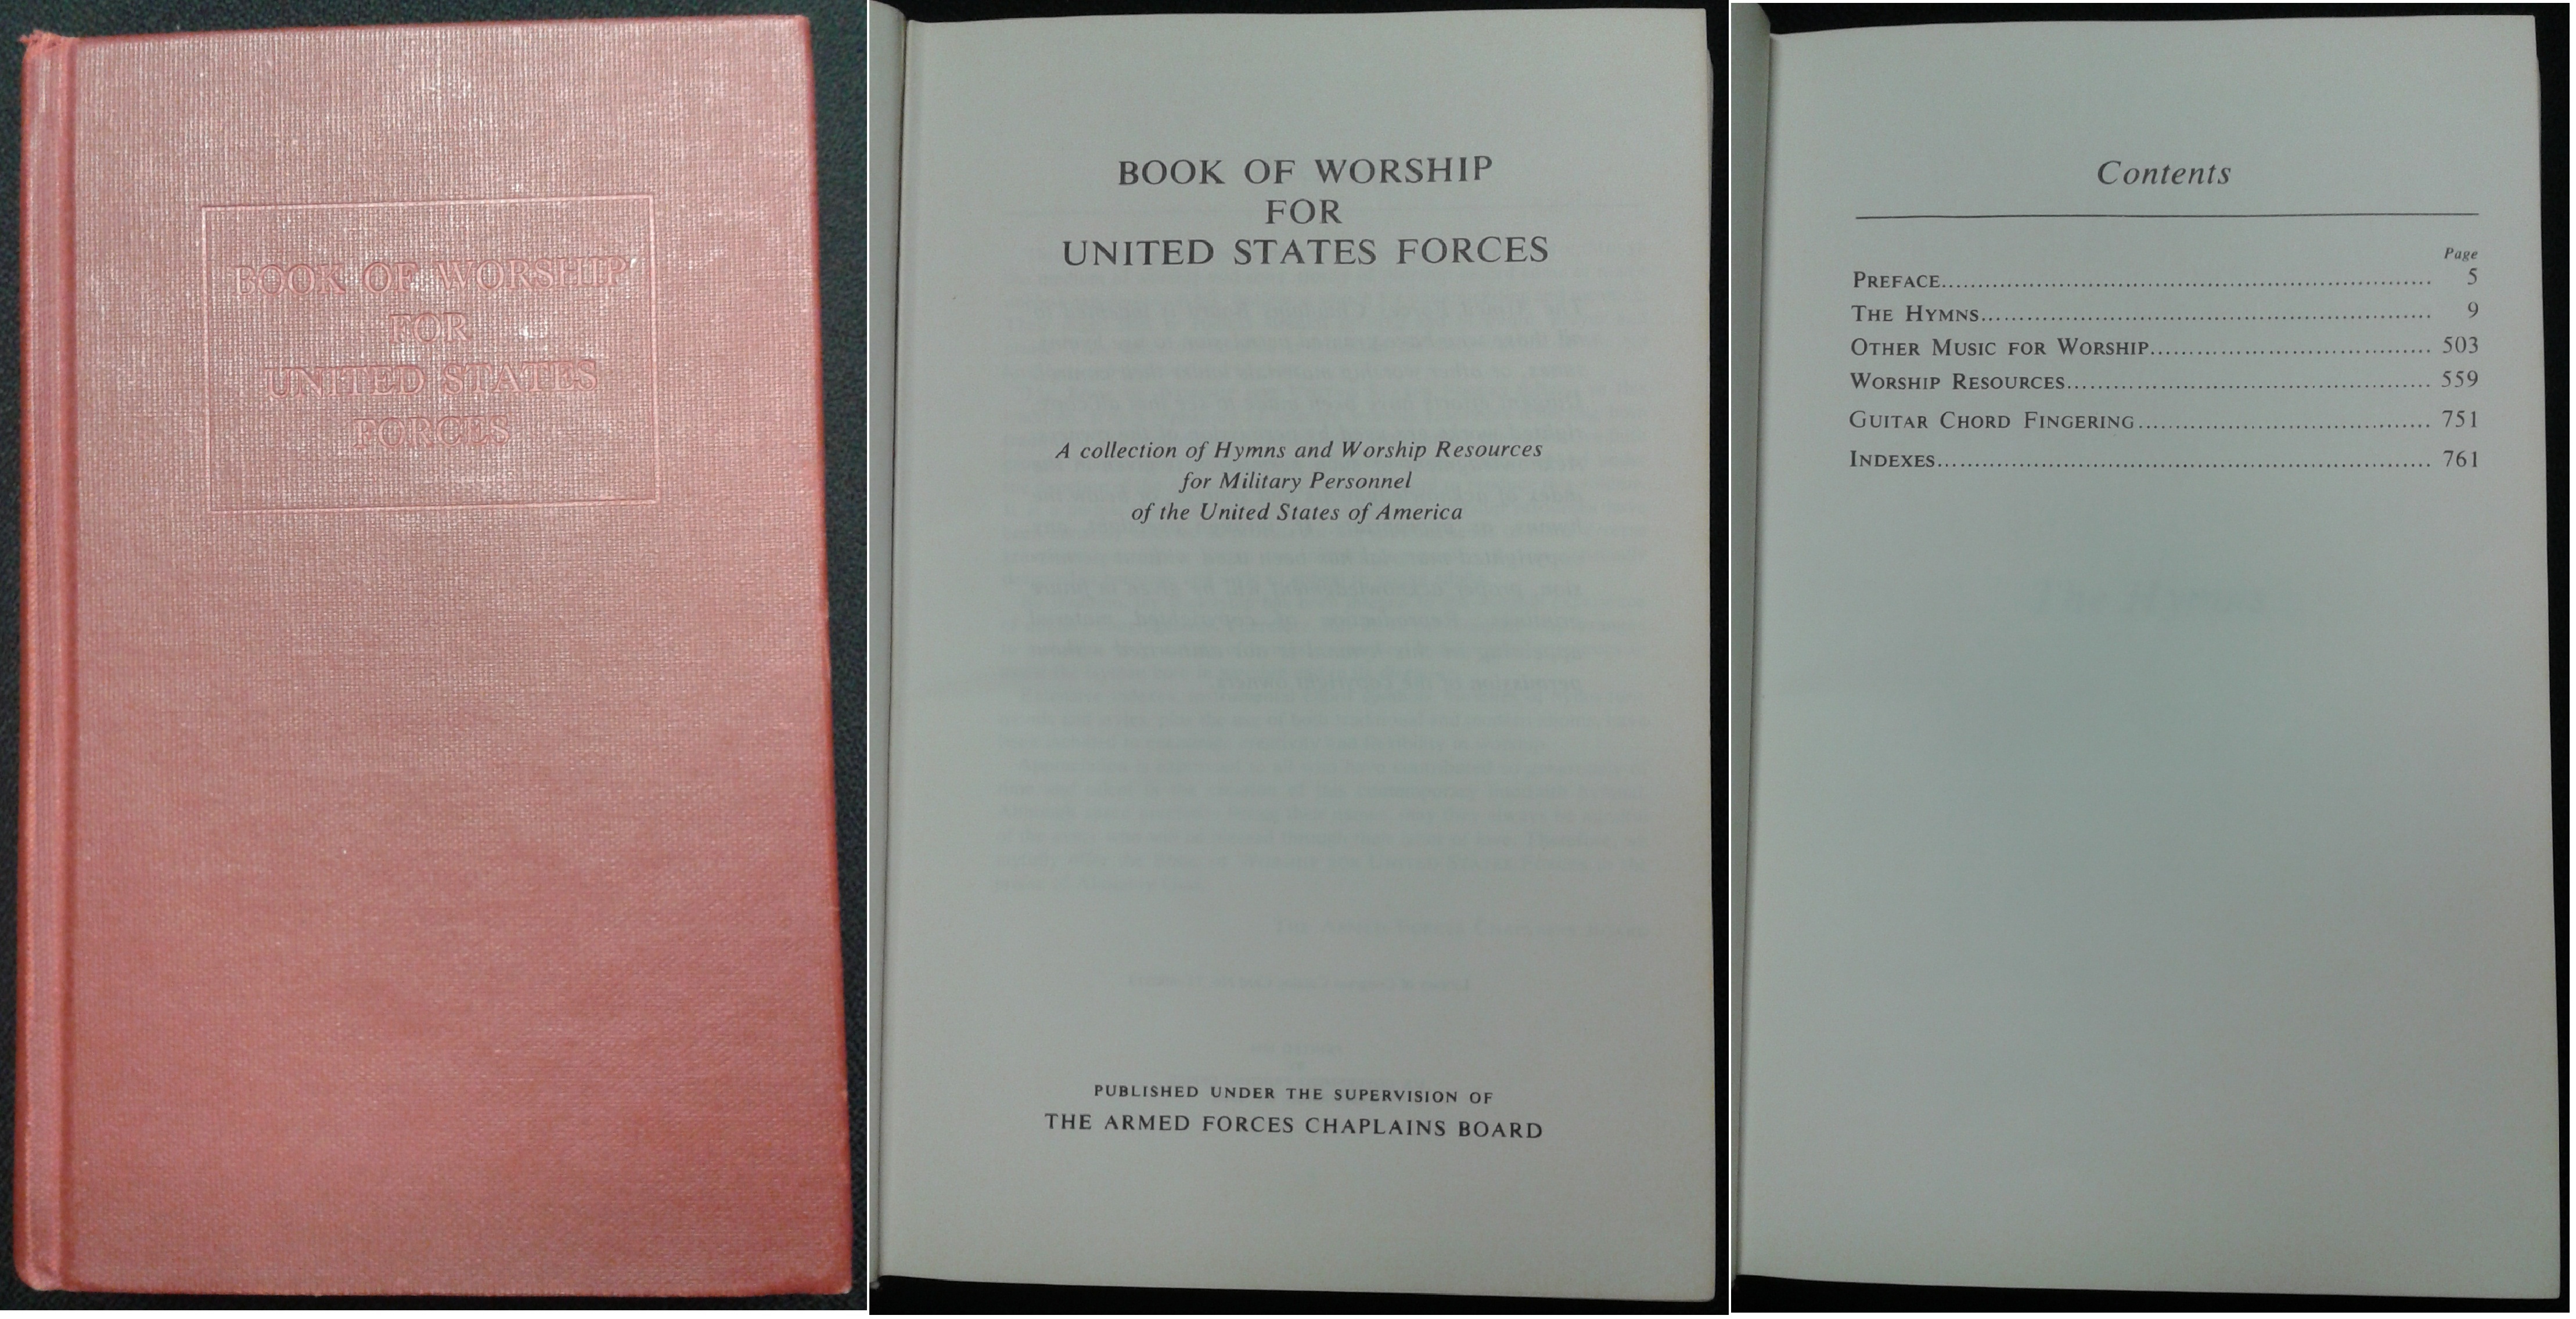 BOOK OF WORSHIP
FOR
UNITED STATES
FORCES
BOOK OF WORSHIP
FOR
UNITED STATES FORCES
A collection of Hymns and Worship Resources
for Military Personnel
of the United States of America
PUBLISHED UNDER THE SUPERVISION OF
THE ARMED FORCES CHAPLAINS BOARD
Contents
Page
PREFACE 5
THE HYMNS 9
OTHER MUSIC FOR WORSHIP 503
WORSHIP RESOURCES 559
GUITAR CHORD FINGERING 751
INDEXES 761
The Hymns